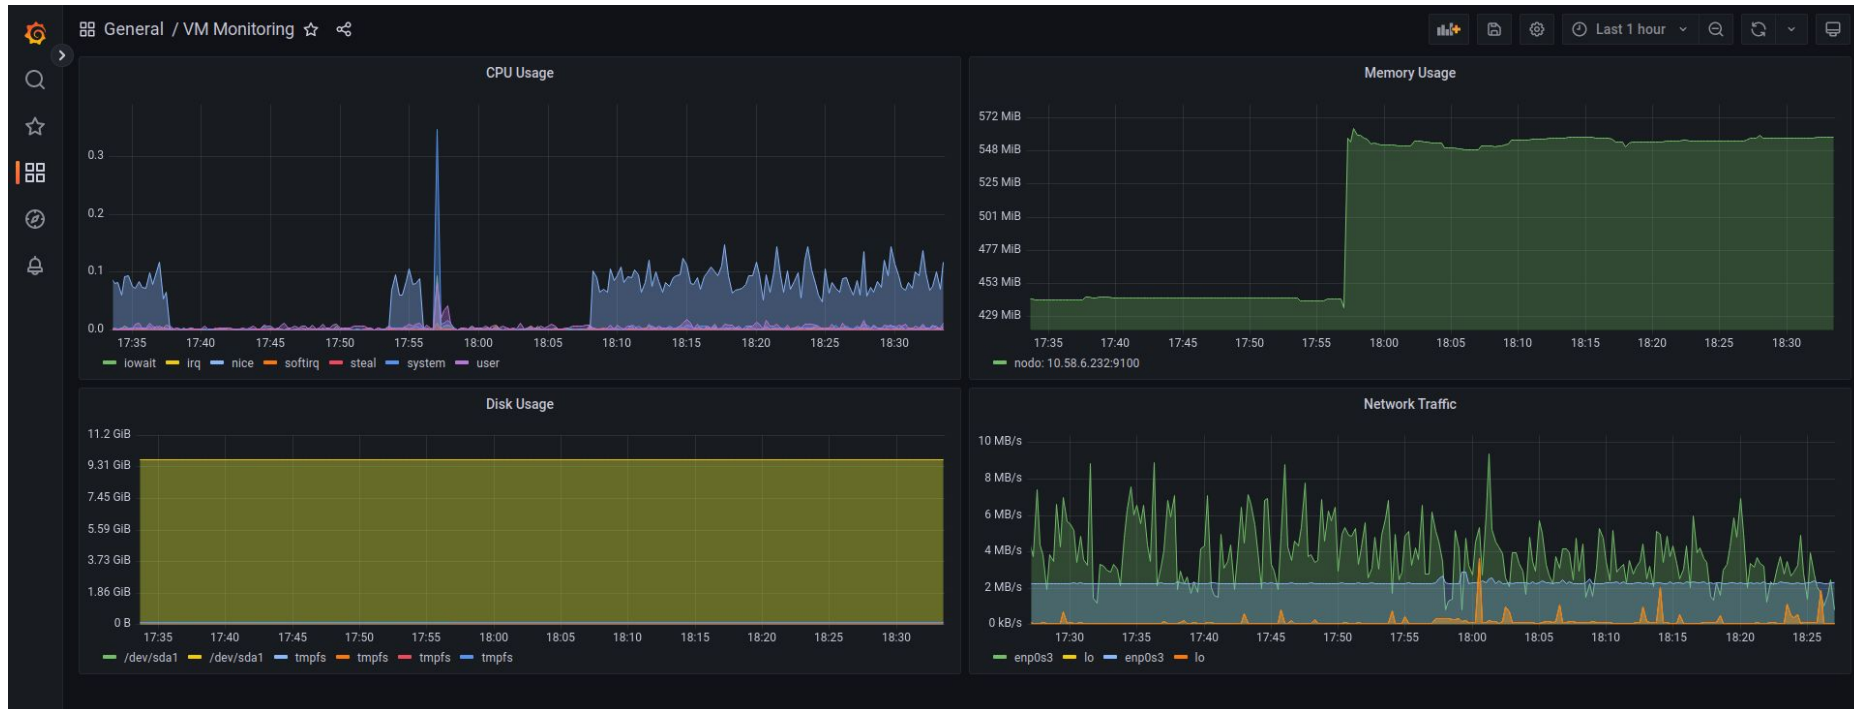 General / VM Monitoring
Last 1 hour
CPU Usage
0.3
0.2
0.1
0.0
17:35 17:40 17:45 17:50 17:55 18:00 18:05 18:10 18:15 18:20 18:25 18:30
iowait irq nice softirq steal system user
Memory Usage
572 MiB
548 MiB
525 MiB
501 MiB
477 MiB
453 MiB
429 MiB
17:35 17:40 17:45 17:50 17:55 18:00 18:05 18:10 18:15 18:20 18:25 18:30
nodo: 10.58.6.232:9100
Disk Usage
11.2 GiB
9.31 GiB
7.45 GiB
5.59 GiB
3.73 GiB
1.86 GiB
0 B
17:35 17:40 17:45 17:50 17:55 18:00 18:05 18:10 18:15 18:20 18:25 18:30
/dev/sda1 /dev/sda1 tmpfs tmpfs tmpfs tmpfs
Network Traffic
10 MB/s
8 MB/s
6 MB/s
4 MB/s
2 MB/s
0 kB/s
17:30 17:35 17:40 17:45 17:50 17:55 18:00 18:05 18:10 18:15 18:20 18:25
enp0s3 lo enp0s3 lo